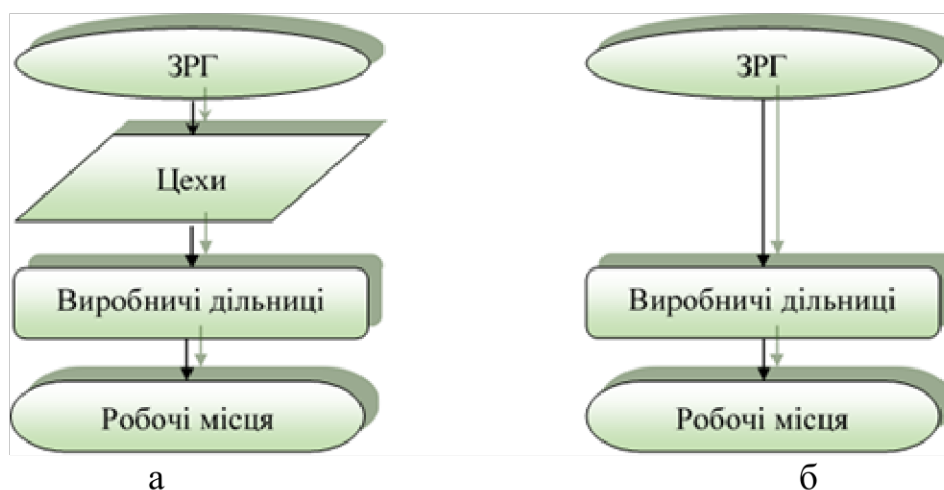 ЗРГ
Цехи
Виробничі дільниці
Робочі місця
а
ЗРГ
Виробничі дільниці
Робочі місця
б